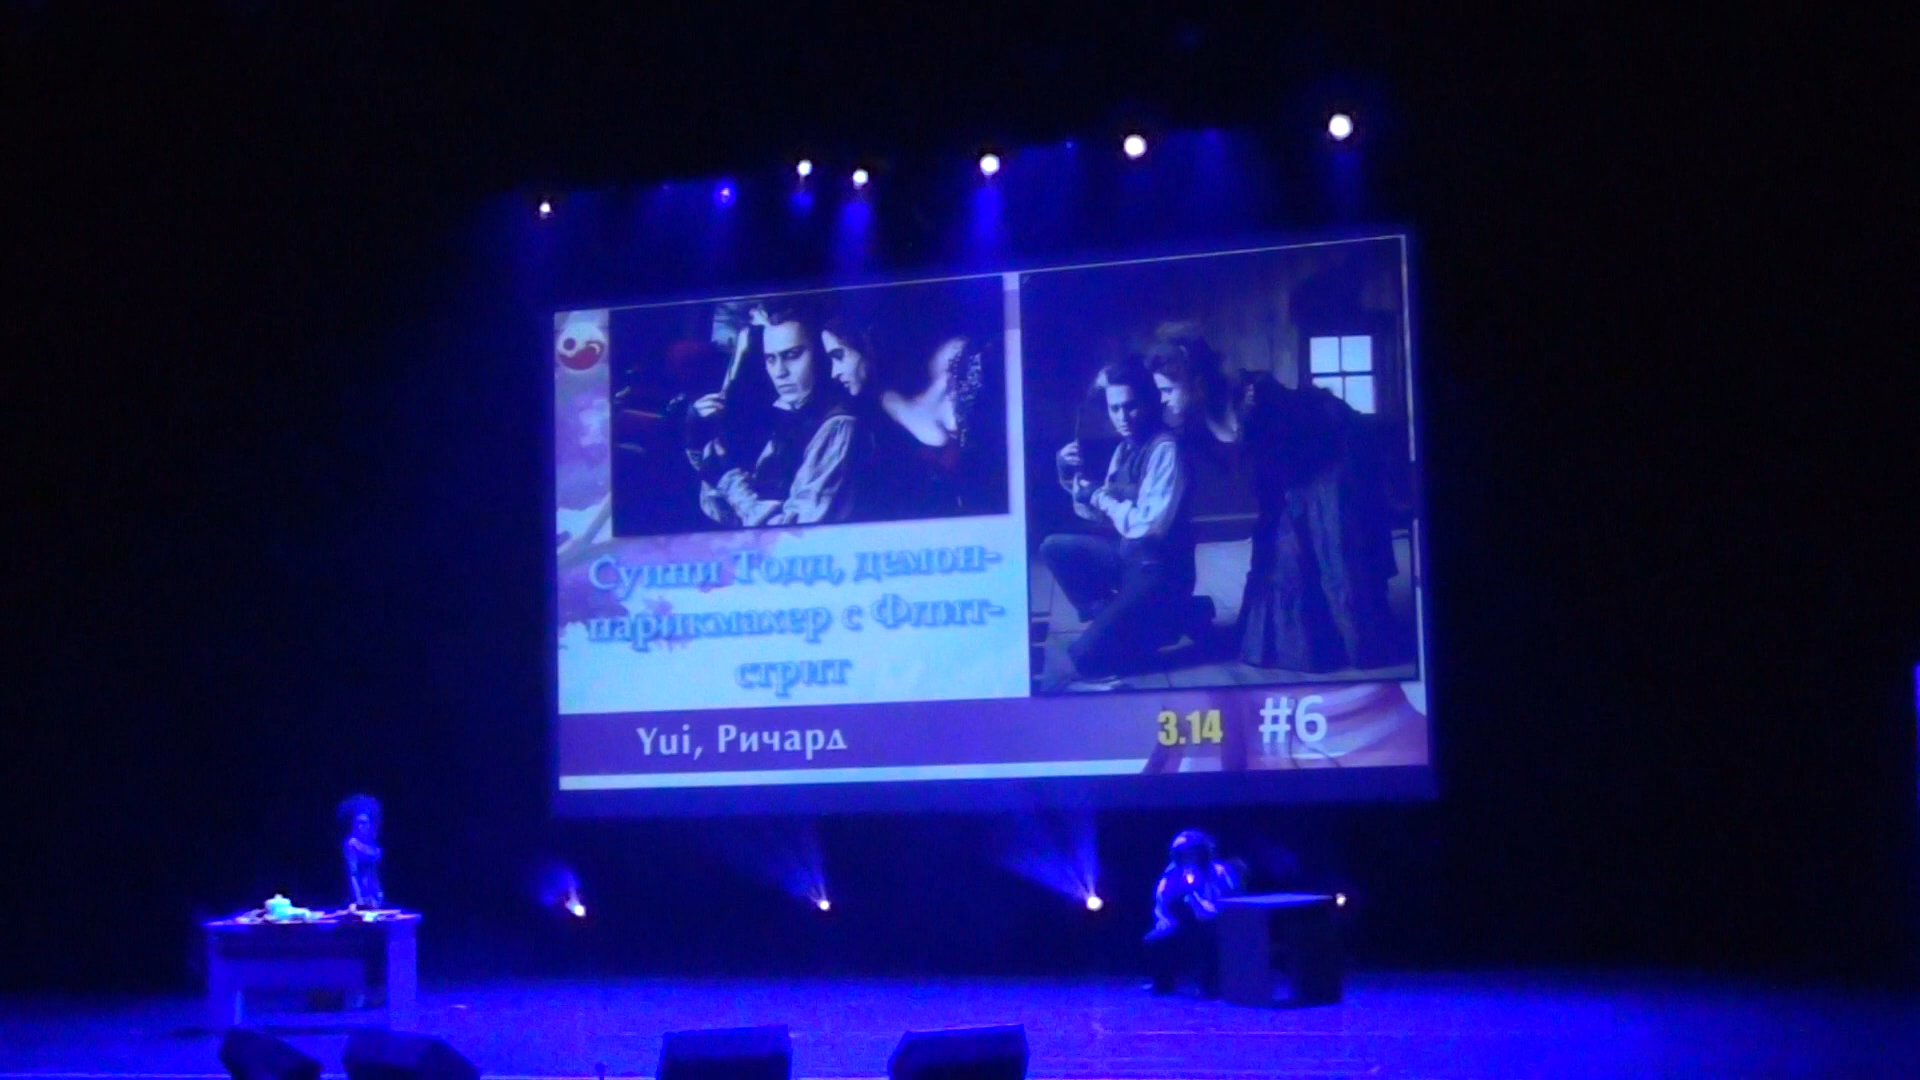 Суини Тодд, демон-
парикмахер с Флит-
стрит
Yui, Ричард
3.14
#6